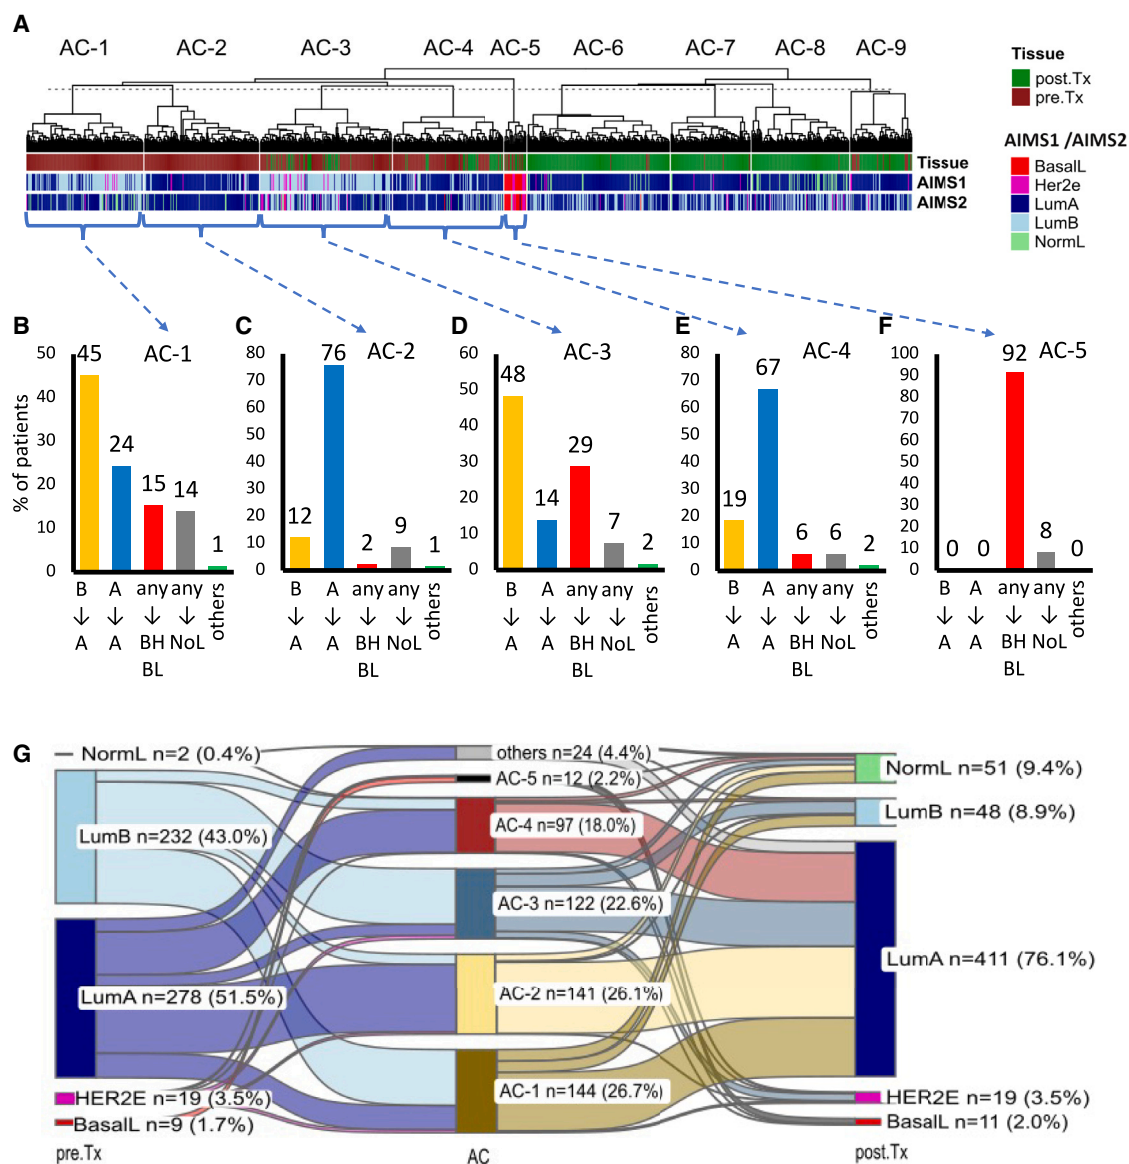 A
AC-1 AC-2 AC-3 AC-4 AC-5 AC-6 AC-7 AC-8 AC-9
Tissue
post.Tx
pre.Tx
AIMS1 /AIMS2
BasalL
Her2e
LumA
LumB
NormL
Tissue
AIMS1
AIMS2
B
AC-1
% of patients
50
40
30
20
10
0
45 24 15 14 1
B A any any others
↓ ↓ ↓ ↓
A A BH NoL
BL
C
AC-2
80
70
60
50
40
30
20
10
0
12 76 2 9 1
B A any any others
↓ ↓ ↓ ↓
A A BH NoL
BL
D
AC-3
60
50
40
30
20
10
0
48 14 29 7 2
B A any any others
↓ ↓ ↓ ↓
A A BH NoL
BL
E
AC-4
80
70
60
50
40
30
20
10
0
19 67 6 6 2
B A any any others
↓ ↓ ↓ ↓
A A BH NoL
BL
F
AC-5
100
90
80
70
60
50
40
30
20
10
0
0 0 92 8 0
B A any any others
↓ ↓ ↓ ↓
A A BH NoL
BL
G
NormL n=2 (0.4%)
LumB n=232 (43.0%)
LumA n=278 (51.5%)
HER2E n=19 (3.5%)
BasalL n=9 (1.7%)
pre.Tx
others n=24 (4.4%)
AC-5 n=12 (2.2%)
AC-4 n=97 (18.0%)
AC-3 n=122 (22.6%)
AC-2 n=141 (26.1%)
AC-1 n=144 (26.7%)
AC
NormL n=51 (9.4%)
LumB n=48 (8.9%)
LumA n=411 (76.1%)
HER2E n=19 (3.5%)
BasalL n=11 (2.0%)
post.Tx